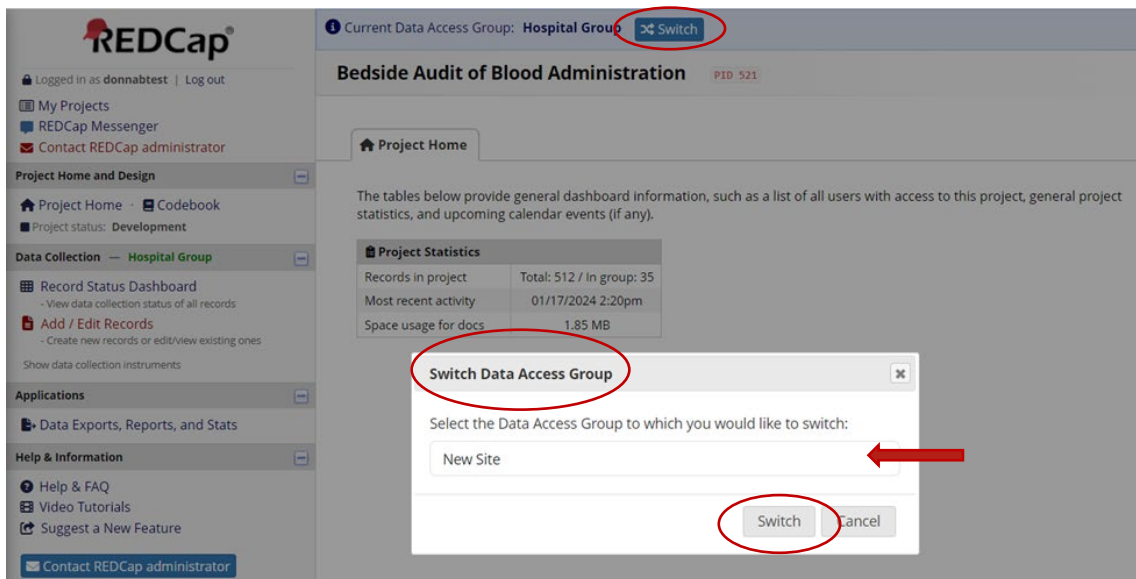 REDCap®
Logged in as donnabtest | Log out
My Projects
REDCap Messenger
Contact REDCap administrator
Project Home and Design
Project Home · Codebook
Project status: Development
Data Collection — Hospital Group
Record Status Dashboard
- View data collection status of all records
Add / Edit Records
- Create new records or edit/view existing ones
Show data collection instruments
Applications
Data Exports, Reports, and Stats
Help & Information
Help & FAQ
Video Tutorials
Suggest a New Feature
Contact REDCap administrator
Current Data Access Group: Hospital Group Switch
Bedside Audit of Blood Administration PID 521
Project Home
The tables below provide general dashboard information, such as a list of all users with access to this project, general project
statistics, and upcoming calendar events (if any).
Project Statistics
Records in project Total: 512 / In group: 35
Most recent activity 01/17/2024 2:20pm
Space usage for docs 1.85 MB
Switch Data Access Group
Select the Data Access Group to which you would like to switch:
New Site
Switch Cancel